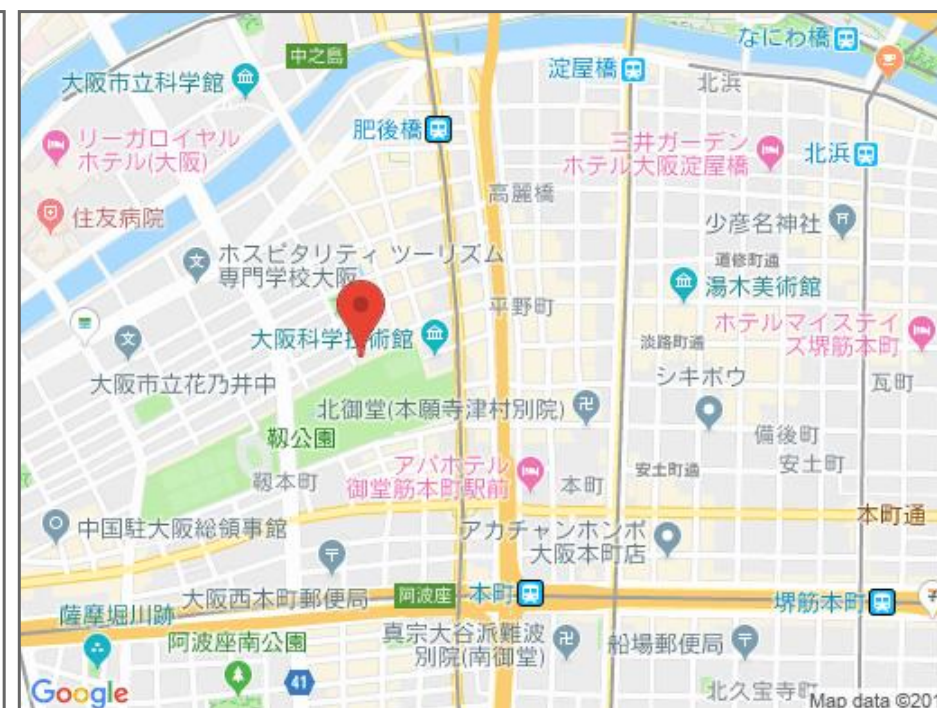 なにわ橋
中之島
淀屋橋
大阪市立科学館
北浜
肥後橋
リーガロイヤル
ホテル(大阪)
三井ガーデン
ホテル大阪淀屋橋
北浜
高麗橋
住友病院
少彦名神社
ホスピタリティ ツーリズム
専門学校大阪
道修町通
湯木美術館
平野町
ホテルマイステイ
ズ堺筋本町
大阪科学技術館
淡路町通
シキボウ
瓦町
大阪市立花乃井中
北御堂(本願寺津村別院)
靱公園
備後町
アパホテル
御堂筋本町駅前
安土町通
安土町
靱本町
本町
本町通
中国駐大阪総領事館
アカチャンホンポ
大阪本町店
大阪西本町郵便局
阿波座
本町
堺筋本町
薩摩堀川跡
阿波座南公園
真宗大谷派難波
別院(南御堂)
船場郵便局
41
北久宝寺町
Google
Map data ©201